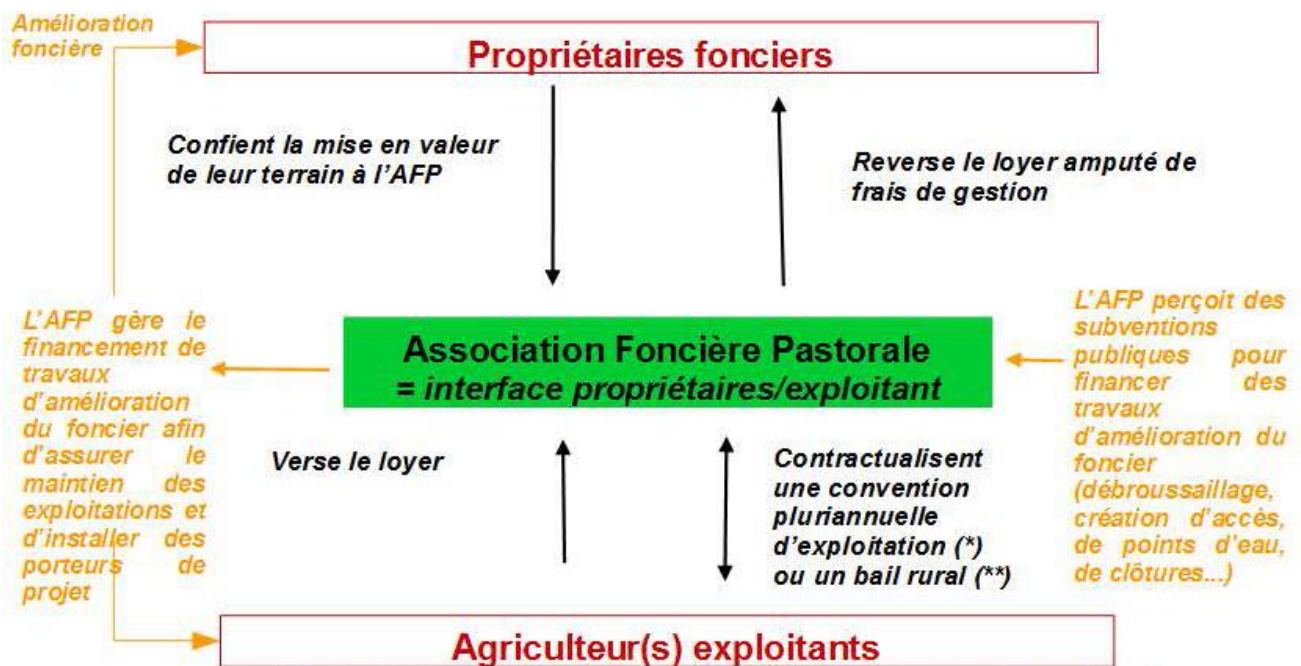 Amélioration
foncière
Propriétaires fonciers
Confient la mise en valeur
de leur terrain à l'AFP
Reverse le loyer amputé de
frais de gestion
L'AFP gère le
financement de
travaux
d'amélioration
du foncier afin
d'assurer le
maintien des
exploitations et
d'installer des
porteurs de
projet
Association Foncière Pastorale
= interface propriétaires/exploitant
L'AFP perçoit des
subventions
publiques pour
financer des
travaux
d'amélioration du
foncier
(débroussaillage,
création d'accès,
de points d'eau,
de clôtures...)
Verse le loyer
Contractualisent
une convention
pluriannuelle
d'exploitation (*)
ou un bail rural (**)
Agriculteur(s) exploitants